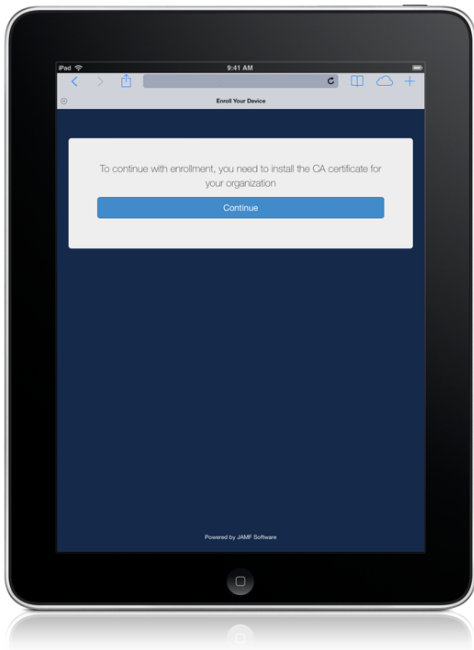 iPad
9:41 AM
Enroll Your Device
To continue with enrollment, you need to install the CA certificate for
your organization
Continue
Powered by JAMF Software